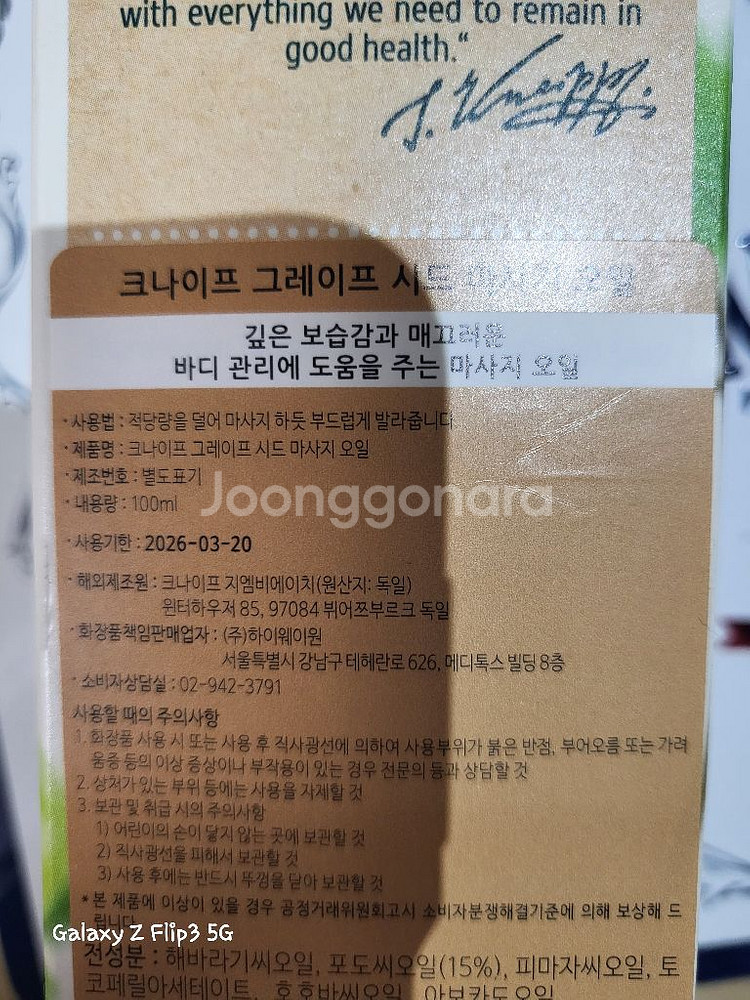 with everything we need to remain in
good health.“
S. Kneipp.
크나이프 그레이프 시드 마사지 오일
깊은 보습감과 매끄러운
바디 관리에 도움을 주는 마사지 오일
· 사용법 : 적당량을 덜어 마사지 하듯 부드럽게 발라줍니다
· 제품명 : 크나이프 그레이프 시드 마사지 오일
· 제조번호 : 별도표기
· 내용량 : 100ml
Joonggonara
· 사용기한 : 2026-03-20
· 해외제조원 : 크나이프 지엠비에이치(원산지: 독일)
윈터하우저 85, 97084 뷔어쯔부르크 독일
· 화장품책임판매업자 : (주)하이웨이원
서울특별시 강남구 테헤란로 626, 메디톡스 빌딩 8층
· 소비자상담실 : 02-942-3791
사용할 때의 주의사항
1. 화장품 사용 시 또는 사용 후 직사광선에 의하여 사용부위가 붉은 반점, 부어오름 또는 가려
움증 등의 이상 증상이나 부작용이 있는 경우 전문의 등과 상담할 것
2. 상처가 있는 부위 등에는 사용을 자제할 것
3. 보관 및 취급 시의 주의사항
1) 어린이의 손이 닿지 않는 곳에 보관할 것
2) 직사광선을 피해서 보관할 것
3) 사용 후에는 반드시 뚜껑을 닫아 보관할 것
* 본 제품에 이상이 있을 경우 공정거래위원회고시 소비자분쟁해결기준에 의해 보상해 드
립니다
Galaxy Z Flip3 5G
전성분 : 해바라기씨오일, 포도씨오일(15%), 피마자씨오일, 토
코페릴아세테이트, 호호바씨오일, 아보카도오일